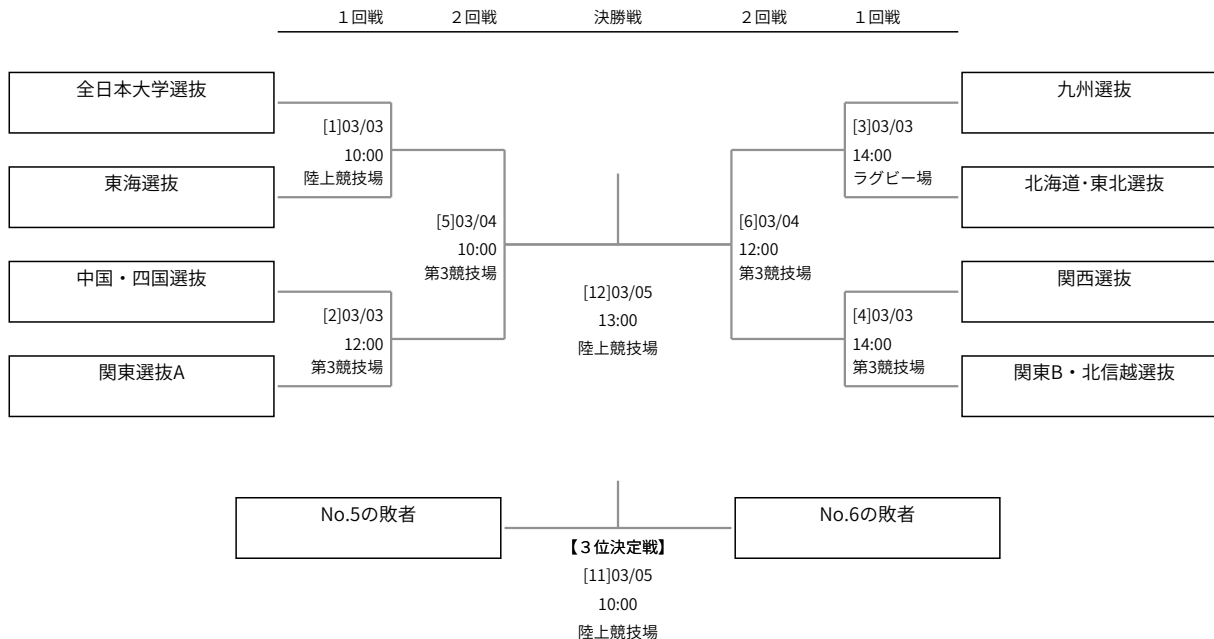 １回戦 ２回戦 決勝戦 ２回戦 １回戦
全日本大学選抜
[1]03/03
10:00
陸上競技場
東海選抜
[5]03/04
10:00
第3競技場
中国・四国選抜
[2]03/03
12:00
第3競技場
関東選抜A
[12]03/05
13:00
陸上競技場
九州選抜
[3]03/03
14:00
ラグビー場
北海道･東北選抜
[6]03/04
12:00
第3競技場
関西選抜
[4]03/03
14:00
第3競技場
関東B・北信越選抜
No.5の敗者
No.6の敗者
【３位決定戦】
[11]03/05
10:00
陸上競技場